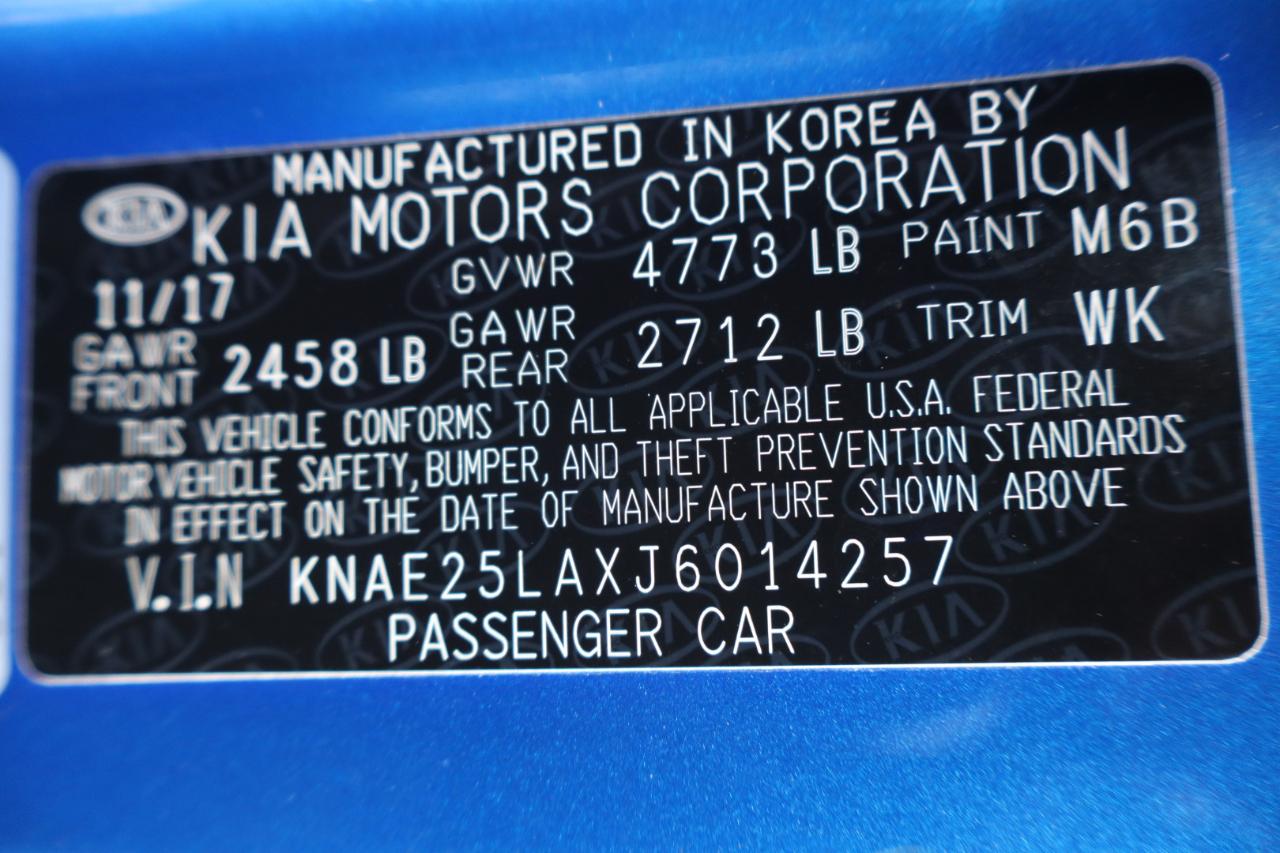 MANUFACTURED IN KOREA BY
KIA KIA MOTORS CORPORATION
11/17 GVWR 4773 LB PAINT M6B
GAWR FRONT 2458 LB GAWR REAR 2712 LB TRIM WK
THIS VEHICLE CONFORMS TO ALL APPLICABLE U.S.A. FEDERAL
MOTOR VEHICLE SAFETY, BUMPER, AND THEFT PREVENTION STANDARDS
IN EFFECT ON THE DATE OF MANUFACTURE SHOWN ABOVE
V.I.N KNAE25LAXJ6014257
PASSENGER CAR